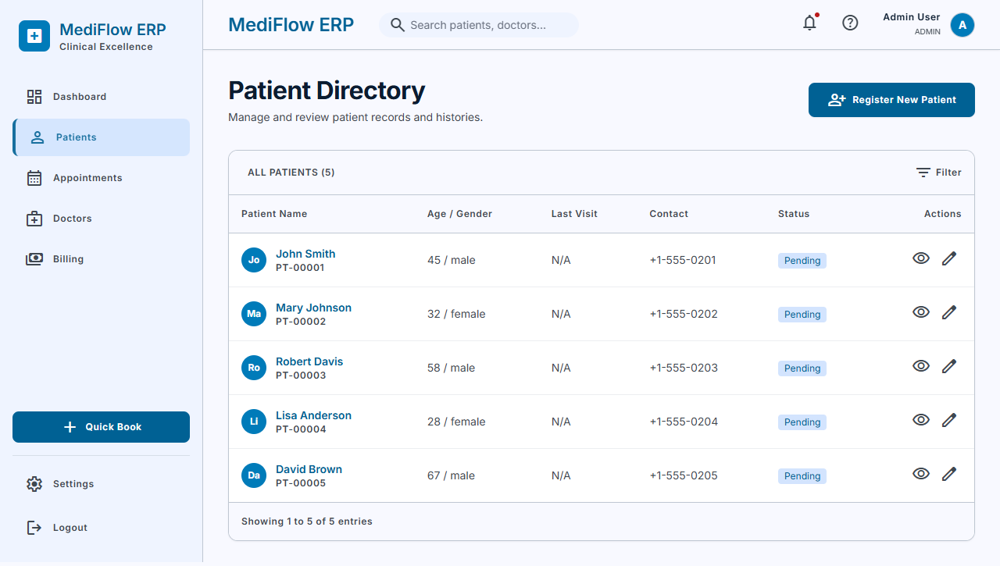 MediFlow ERP
Clinical Excellence
Dashboard
Patients
Appointments
Doctors
Billing
Quick Book
Settings
Logout
MediFlow ERP
Search patients, doctors...
Admin User
ADMIN
A
Patient Directory
Manage and review patient records and histories.
Register New Patient
ALL PATIENTS (5)
Filter
Patient Name Age / Gender Last Visit Contact Status Actions
Jo John Smith 45 / male N/A +1-555-0201 Pending
PT-00001
Ma Mary Johnson 32 / female N/A +1-555-0202 Pending
PT-00002
Ro Robert Davis 58 / male N/A +1-555-0203 Pending
PT-00003
Li Lisa Anderson 28 / female N/A +1-555-0204 Pending
PT-00004
Da David Brown 67 / male N/A +1-555-0205 Pending
PT-00005
Showing 1 to 5 of 5 entries